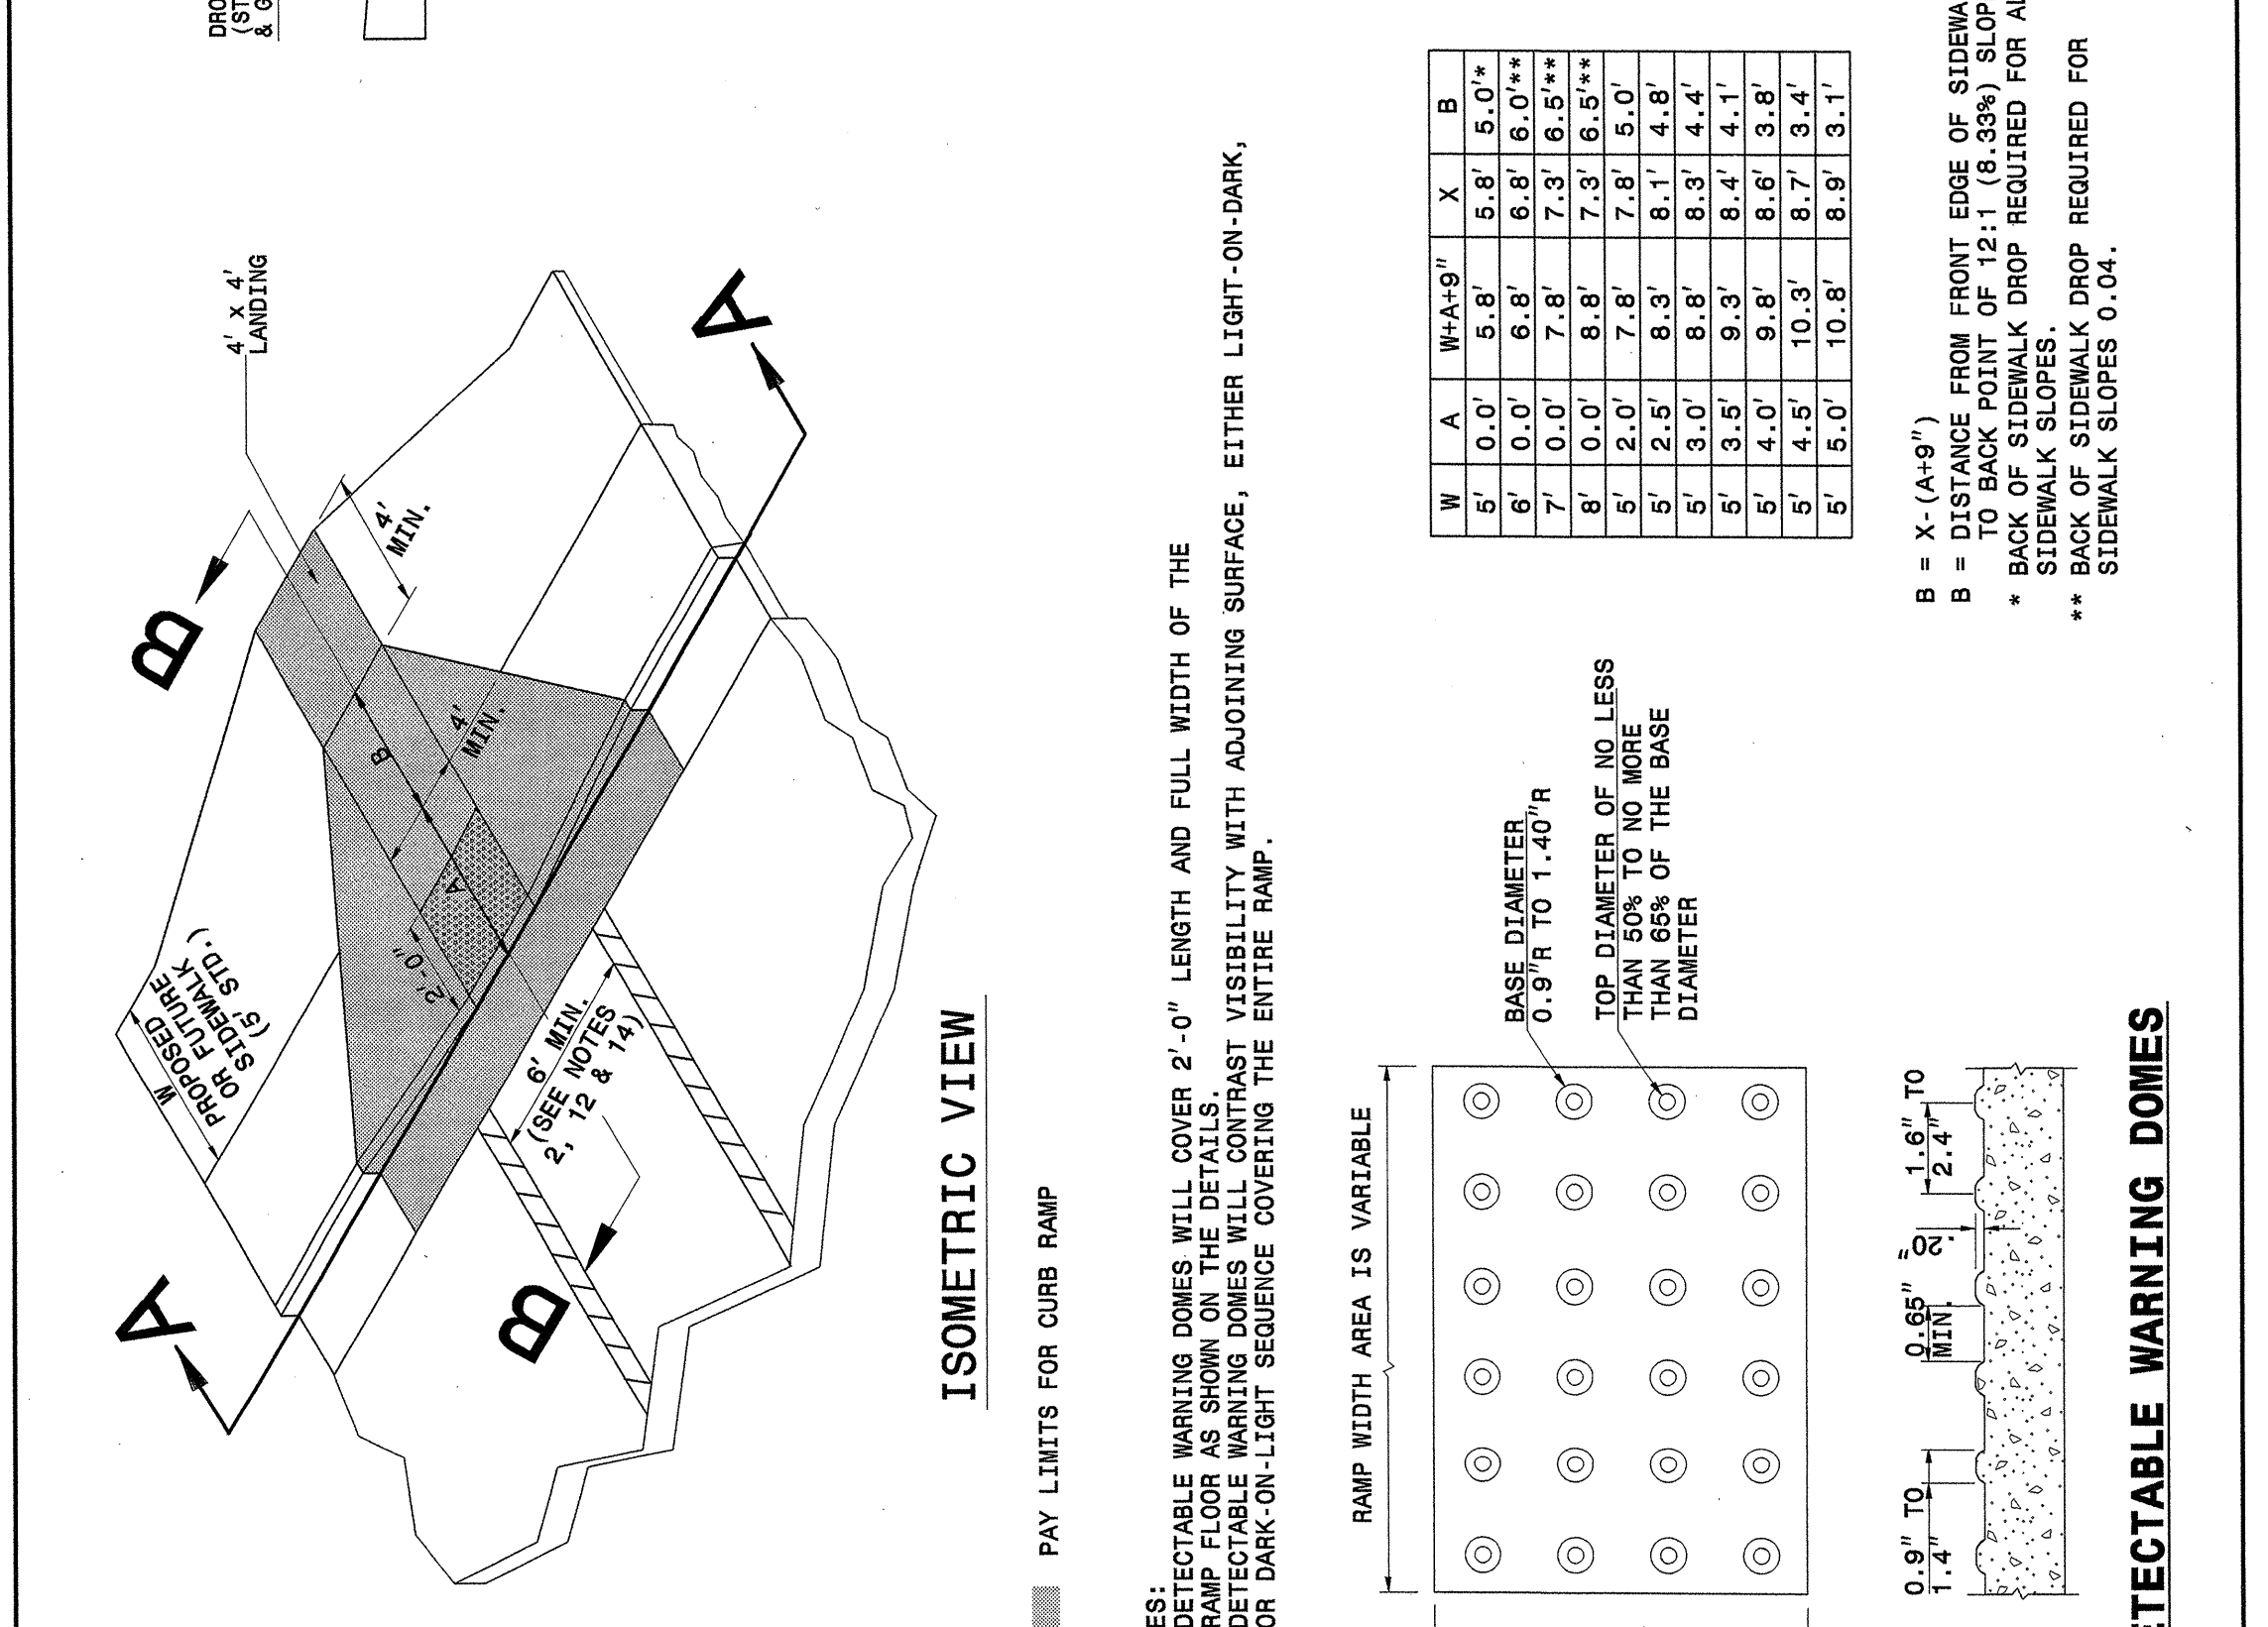 DRO
(ST
& G
4' x 4'
LANDING
B
4'
MIN.
A
W
PROPOSED
OR FUTURE
SIDEWALK
(5' STD.)
B
4'
MIN.
A
2'-0"
6' MIN.
(SEE NOTES
2, 12 & 14)
A
B
ISOMETRIC VIEW
PAY LIMITS FOR CURB RAMP
ES:
DETECTABLE WARNING DOMES WILL COVER 2'-0" LENGTH AND FULL WIDTH OF THE
RAMP FLOOR AS SHOWN ON THE DETAILS.
DETECTABLE WARNING DOMES WILL CONTRAST VISIBILITY WITH ADJOINING SURFACE, EITHER LIGHT-ON-DARK,
OR DARK-ON-LIGHT SEQUENCE COVERING THE ENTIRE RAMP.
RAMP WIDTH AREA IS VARIABLE
BASE DIAMETER
0.9"R TO 1.40"R
TOP DIAMETER OF NO LESS
THAN 50% TO NO MORE
THAN 65% OF THE BASE
DIAMETER
0.9" TO
1.4"
0.65"
MIN.
.20"
1.6" TO
2.4"
ETECTABLE WARNING DOMES
W A W+A+9" X B
5' 0.0' 5.8' 5.8' 5.0'*
6' 0.0' 6.8' 6.8' 6.0'**
7' 0.0' 7.8' 7.3' 6.5'**
8' 0.0' 8.8' 7.3' 6.5'**
5' 2.0' 7.8' 7.8' 5.0'
5' 2.5' 8.3' 8.1' 4.8'
5' 3.0' 8.8' 8.3' 4.4'
5' 3.5' 9.3' 8.4' 4.1'
5' 4.0' 9.8' 8.6' 3.8'
5' 4.5' 10.3' 8.7' 3.4'
5' 5.0' 10.8' 8.9' 3.1'
B = X-(A+9")
B = DISTANCE FROM FRONT EDGE OF SIDEWA
TO BACK POINT OF 12:1 (8.33%) SLOP
* BACK OF SIDEWALK DROP REQUIRED FOR AL
SIDEWALK SLOPES.
** BACK OF SIDEWALK DROP REQUIRED FOR
SIDEWALK SLOPES 0.04.